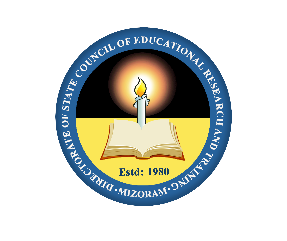 DIRECTORATE OF STATE COUNCIL OF EDUCATIONAL RESEARCH AND TRAINING
Estd: 1980
•MIZORAM•